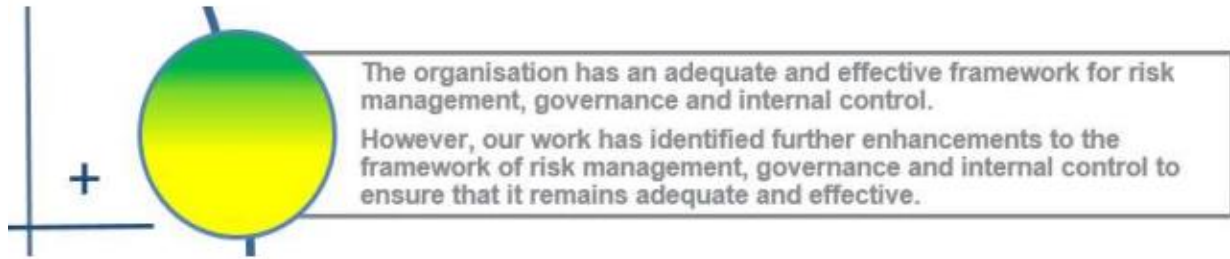 The organisation has an adequate and effective framework for risk
management, governance and internal control.
However, our work has identified further enhancements to the
framework of risk management, governance and internal control to
ensure that it remains adequate and effective.
+